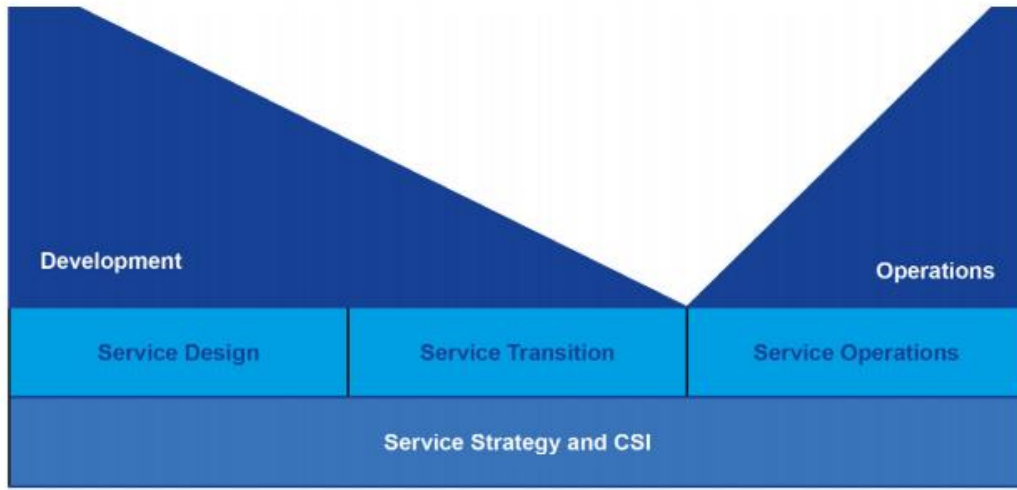 Development
Operations
Service Design
Service Transition
Service Operations
Service Strategy and CSI